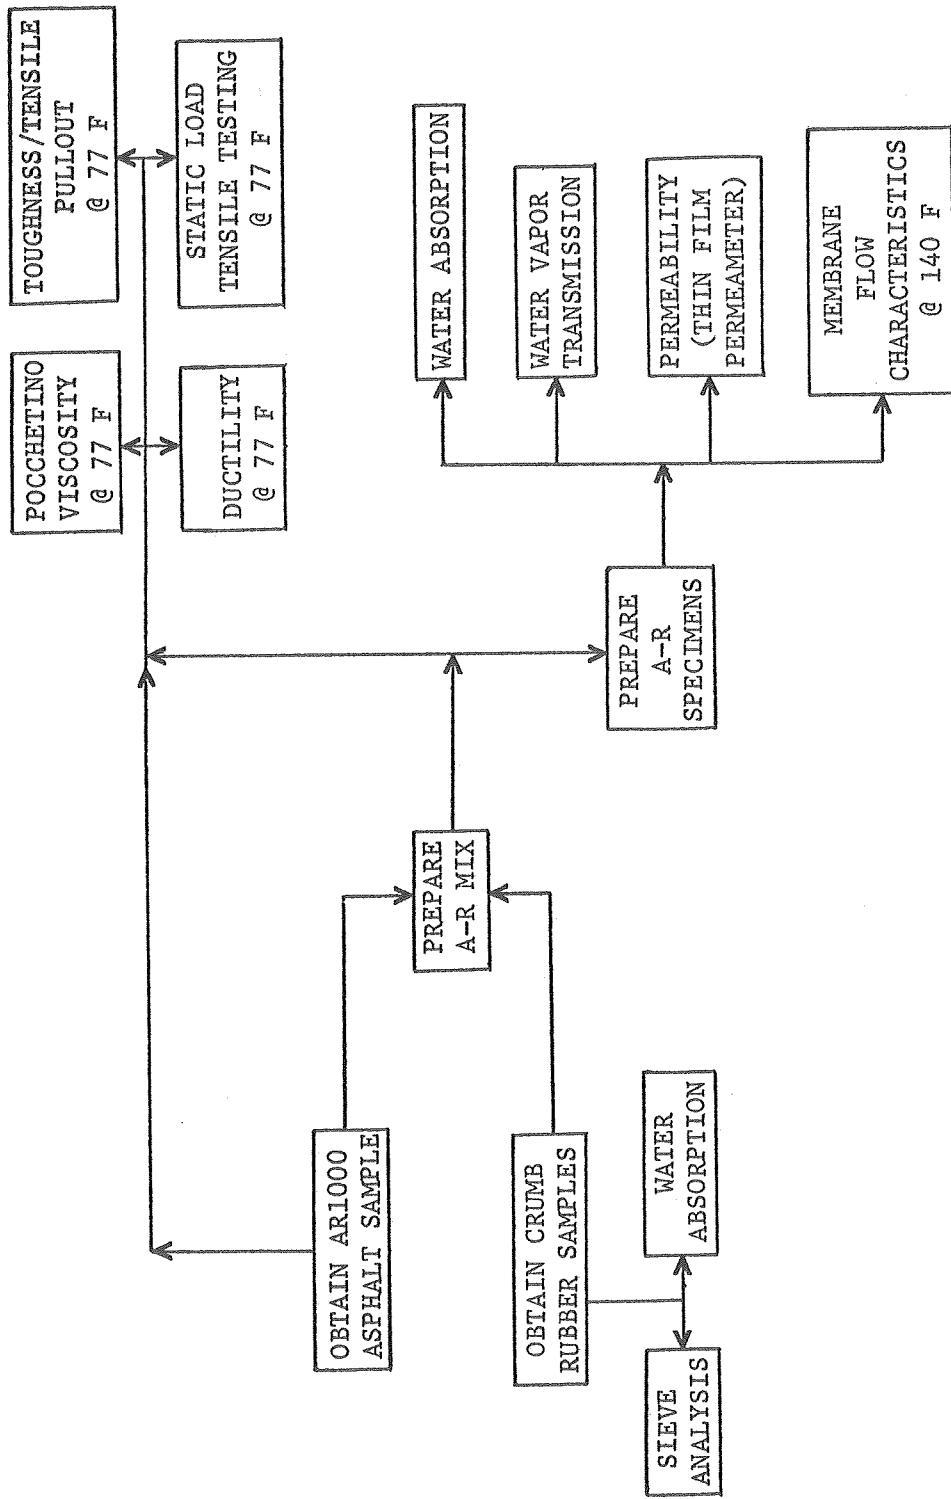 OBTAIN AR1000
ASPHALT SAMPLE
OBTAIN CRUMB
RUBBER SAMPLES
SIEVE
ANALYSIS
WATER
ABSORPTION
PREPARE
A-R MIX
PREPARE
A-R
SPECIMENS
POCCHETINO
VISCOSITY
@ 77 F
DUCTILITY
@ 77 F
TOUGHNESS/TENSILE
PULLOUT
@ 77 F
STATIC LOAD
TENSILE TESTING
@ 77 F
WATER ABSORPTION
WATER VAPOR
TRANSMISSION
PERMEABILITY
(THIN FILM
PERMEAMETER)
MEMBRANE
FLOW
CHARACTERISTICS
@ 140 F